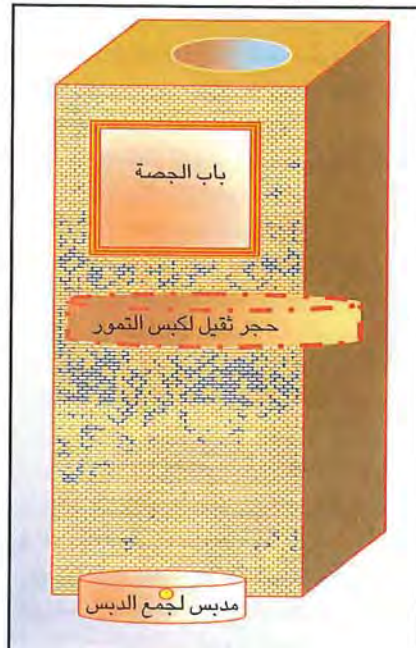 باب الجصة
حجر ثقيل لكبس التمور
مدبس لجمع الدبس